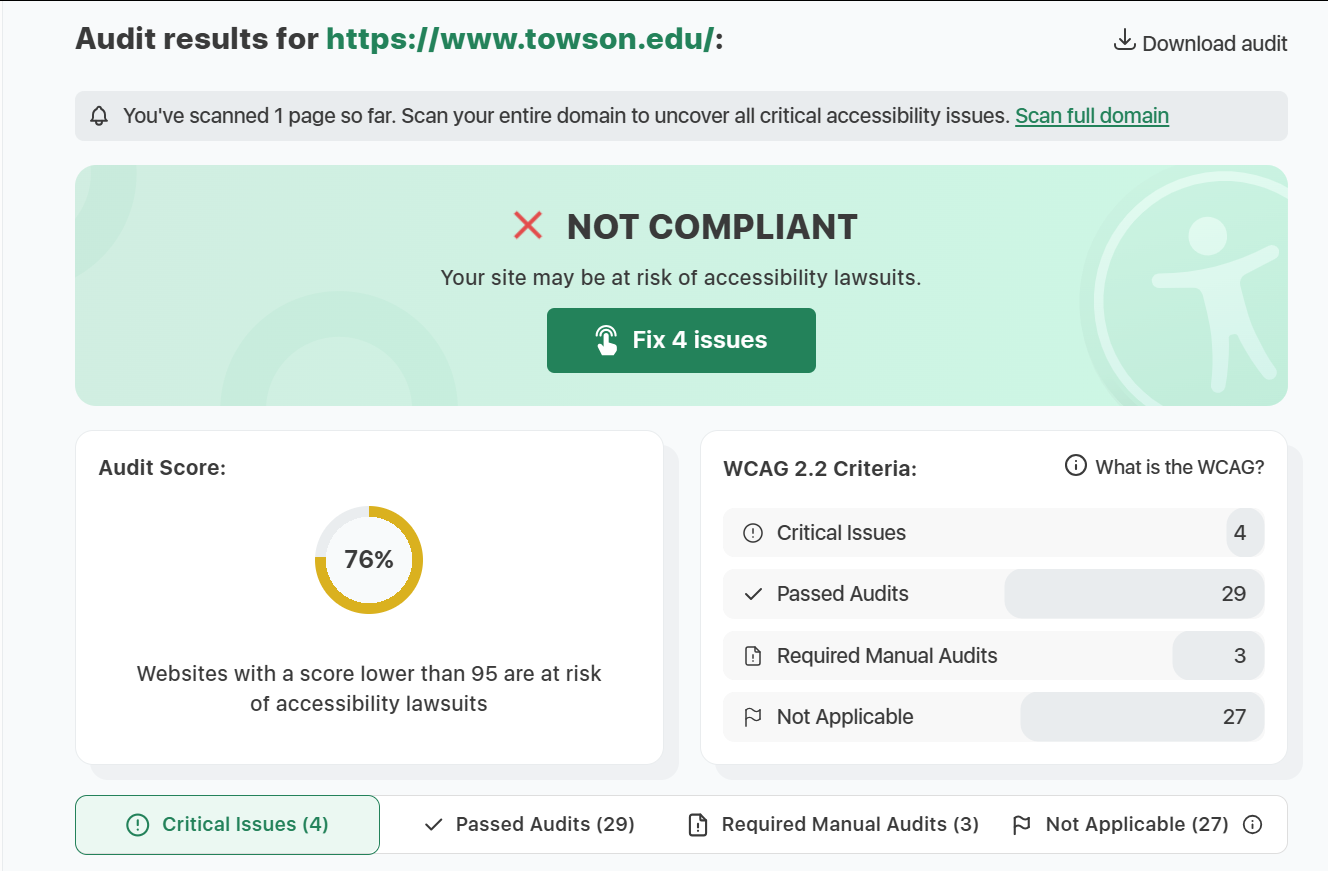 Audit results for https://www.towson.edu/:
Download audit
You've scanned 1 page so far. Scan your entire domain to uncover all critical accessibility issues. Scan full domain
NOT COMPLIANT
Your site may be at risk of accessibility lawsuits.
Fix 4 issues
Audit Score:
76%
Websites with a score lower than 95 are at risk
of accessibility lawsuits
WCAG 2.2 Criteria:
What is the WCAG?
Critical Issues 4
Passed Audits 29
Required Manual Audits 3
Not Applicable 27
Critical Issues (4) Passed Audits (29) Required Manual Audits (3) Not Applicable (27)